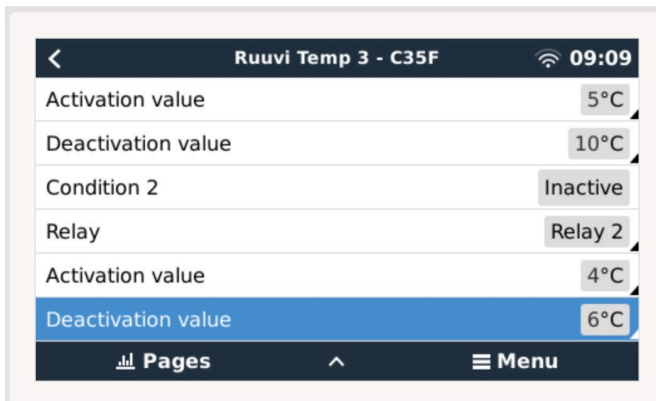 Ruuvi Temp 3 - C35F 09:09
Activation value 5°C
Deactivation value 10°C
Condition 2 Inactive
Relay Relay 2
Activation value 4°C
Deactivation value 6°C
Pages Menu